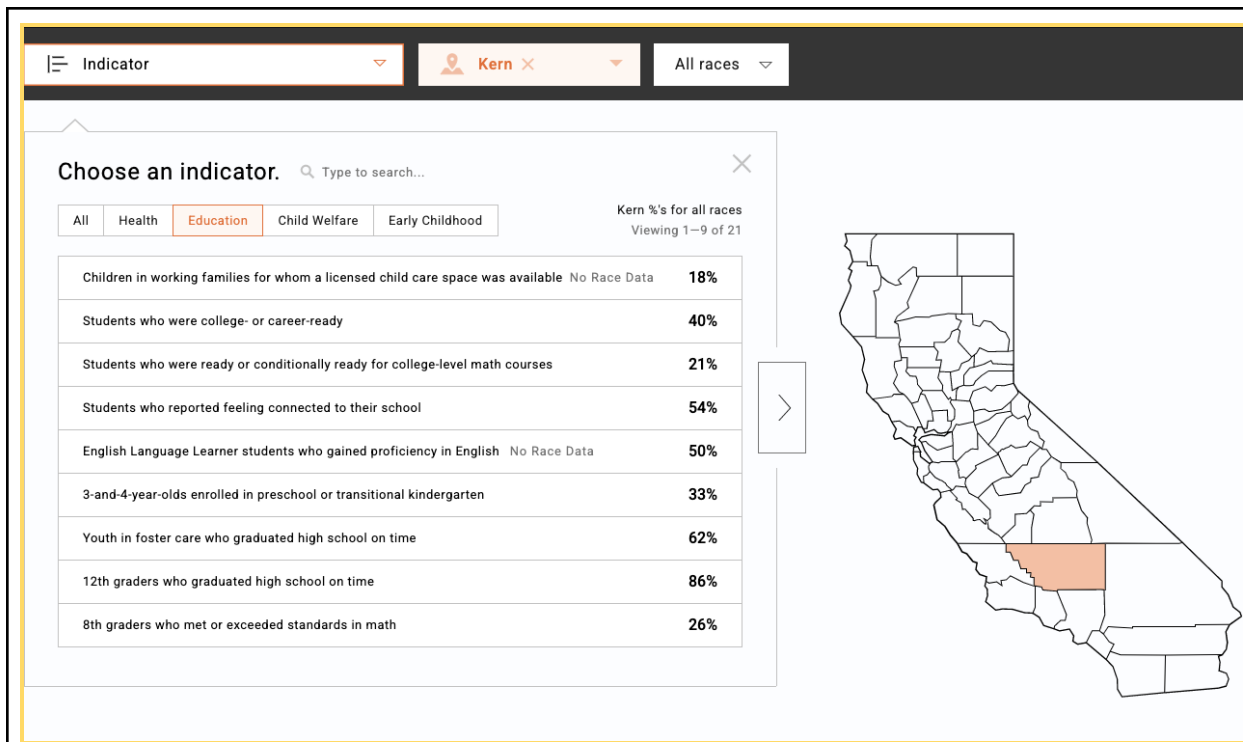 Indicator
Kern
All races
Choose an indicator.
Type to search...
All Health Education Child Welfare Early Childhood
Kern %'s for all races
Viewing 1—9 of 21
Children in working families for whom a licensed child care space was available No Race Data 18%
Students who were college- or career-ready 40%
Students who were ready or conditionally ready for college-level math courses 21%
Students who reported feeling connected to their school 54%
English Language Learner students who gained proficiency in English No Race Data 50%
3-and-4-year-olds enrolled in preschool or transitional kindergarten 33%
Youth in foster care who graduated high school on time 62%
12th graders who graduated high school on time 86%
8th graders who met or exceeded standards in math 26%